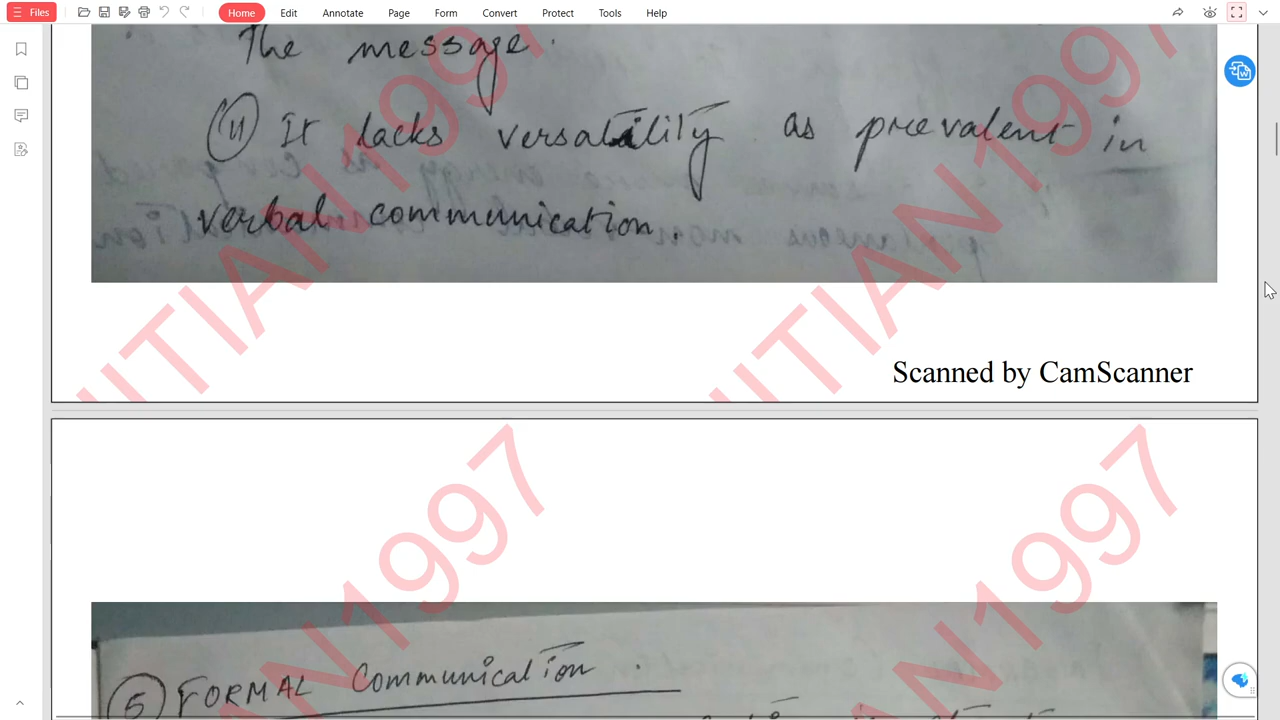 Files
Home Edit Annotate Page Form Convert Protect Tools Help
The message.
It lacks versatility as prevalent in
verbal communication.
Scanned by CamScanner
5 FORMAL Communication.